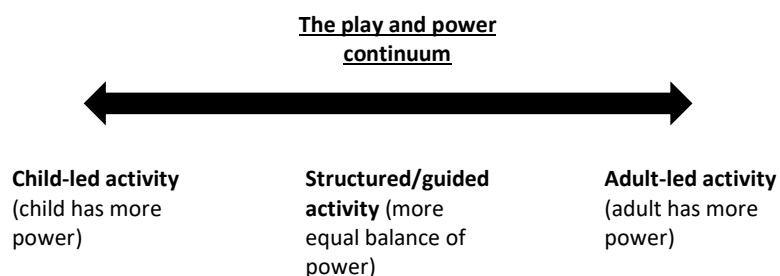 The play and power
continuum
Child-led activity
(child has more
power)
Structured/guided
activity (more
equal balance of
power)
Adult-led activity
(adult has more
power)